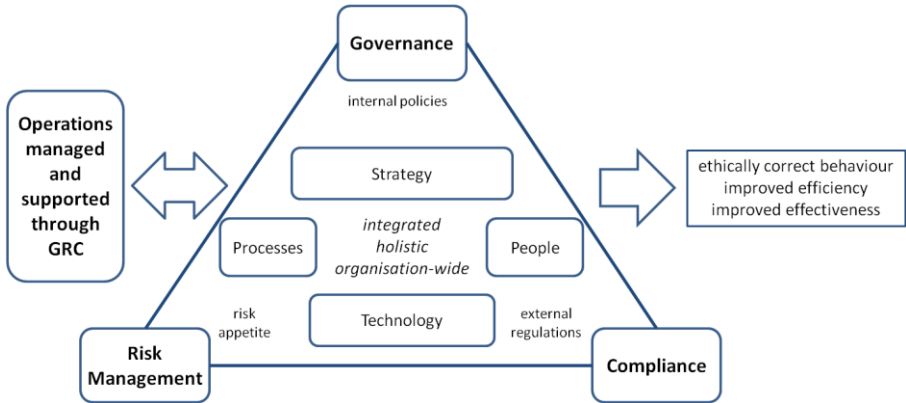 Governance
internal policies
Operations
managed
and
supported
through
GRC
Strategy
ethically correct behaviour
improved efficiency
improved effectiveness
Processes
integrated
holistic
organisation-wide
People
risk
appetite
Technology
external
regulations
Risk
Management
Compliance